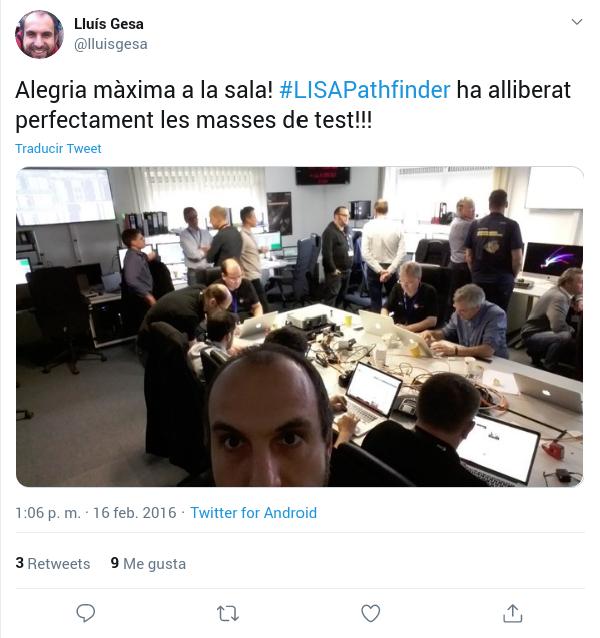 Lluís Gesa
@lluisgesa
Alegria màxima a la sala! #LISAPathfinder ha alliberat
perfectament les masses de test!!!
Traducir Tweet
1:06 p. m. · 16 feb. 2016 · Twitter for Android
3 Retweets 9 Me gusta